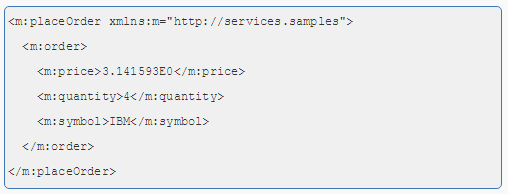 <m:placeOrder xmlns:m="http://services.samples">
<m:order>
<m:price>3.141593E0</m:price>
<m:quantity>4</m:quantity>
<m:symbol>IBM</m:symbol>
</m:order>
</m:placeOrder>